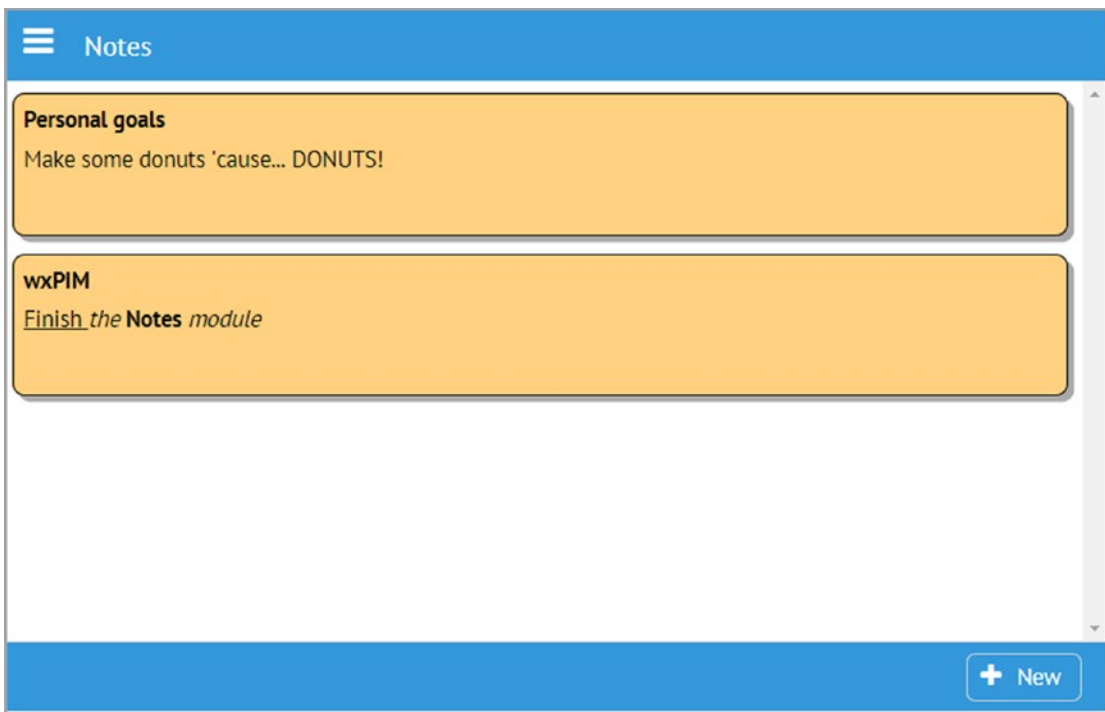 Notes
Personal goals
Make some donuts 'cause... DONUTS!
wxPIM
Finish the Notes module
New